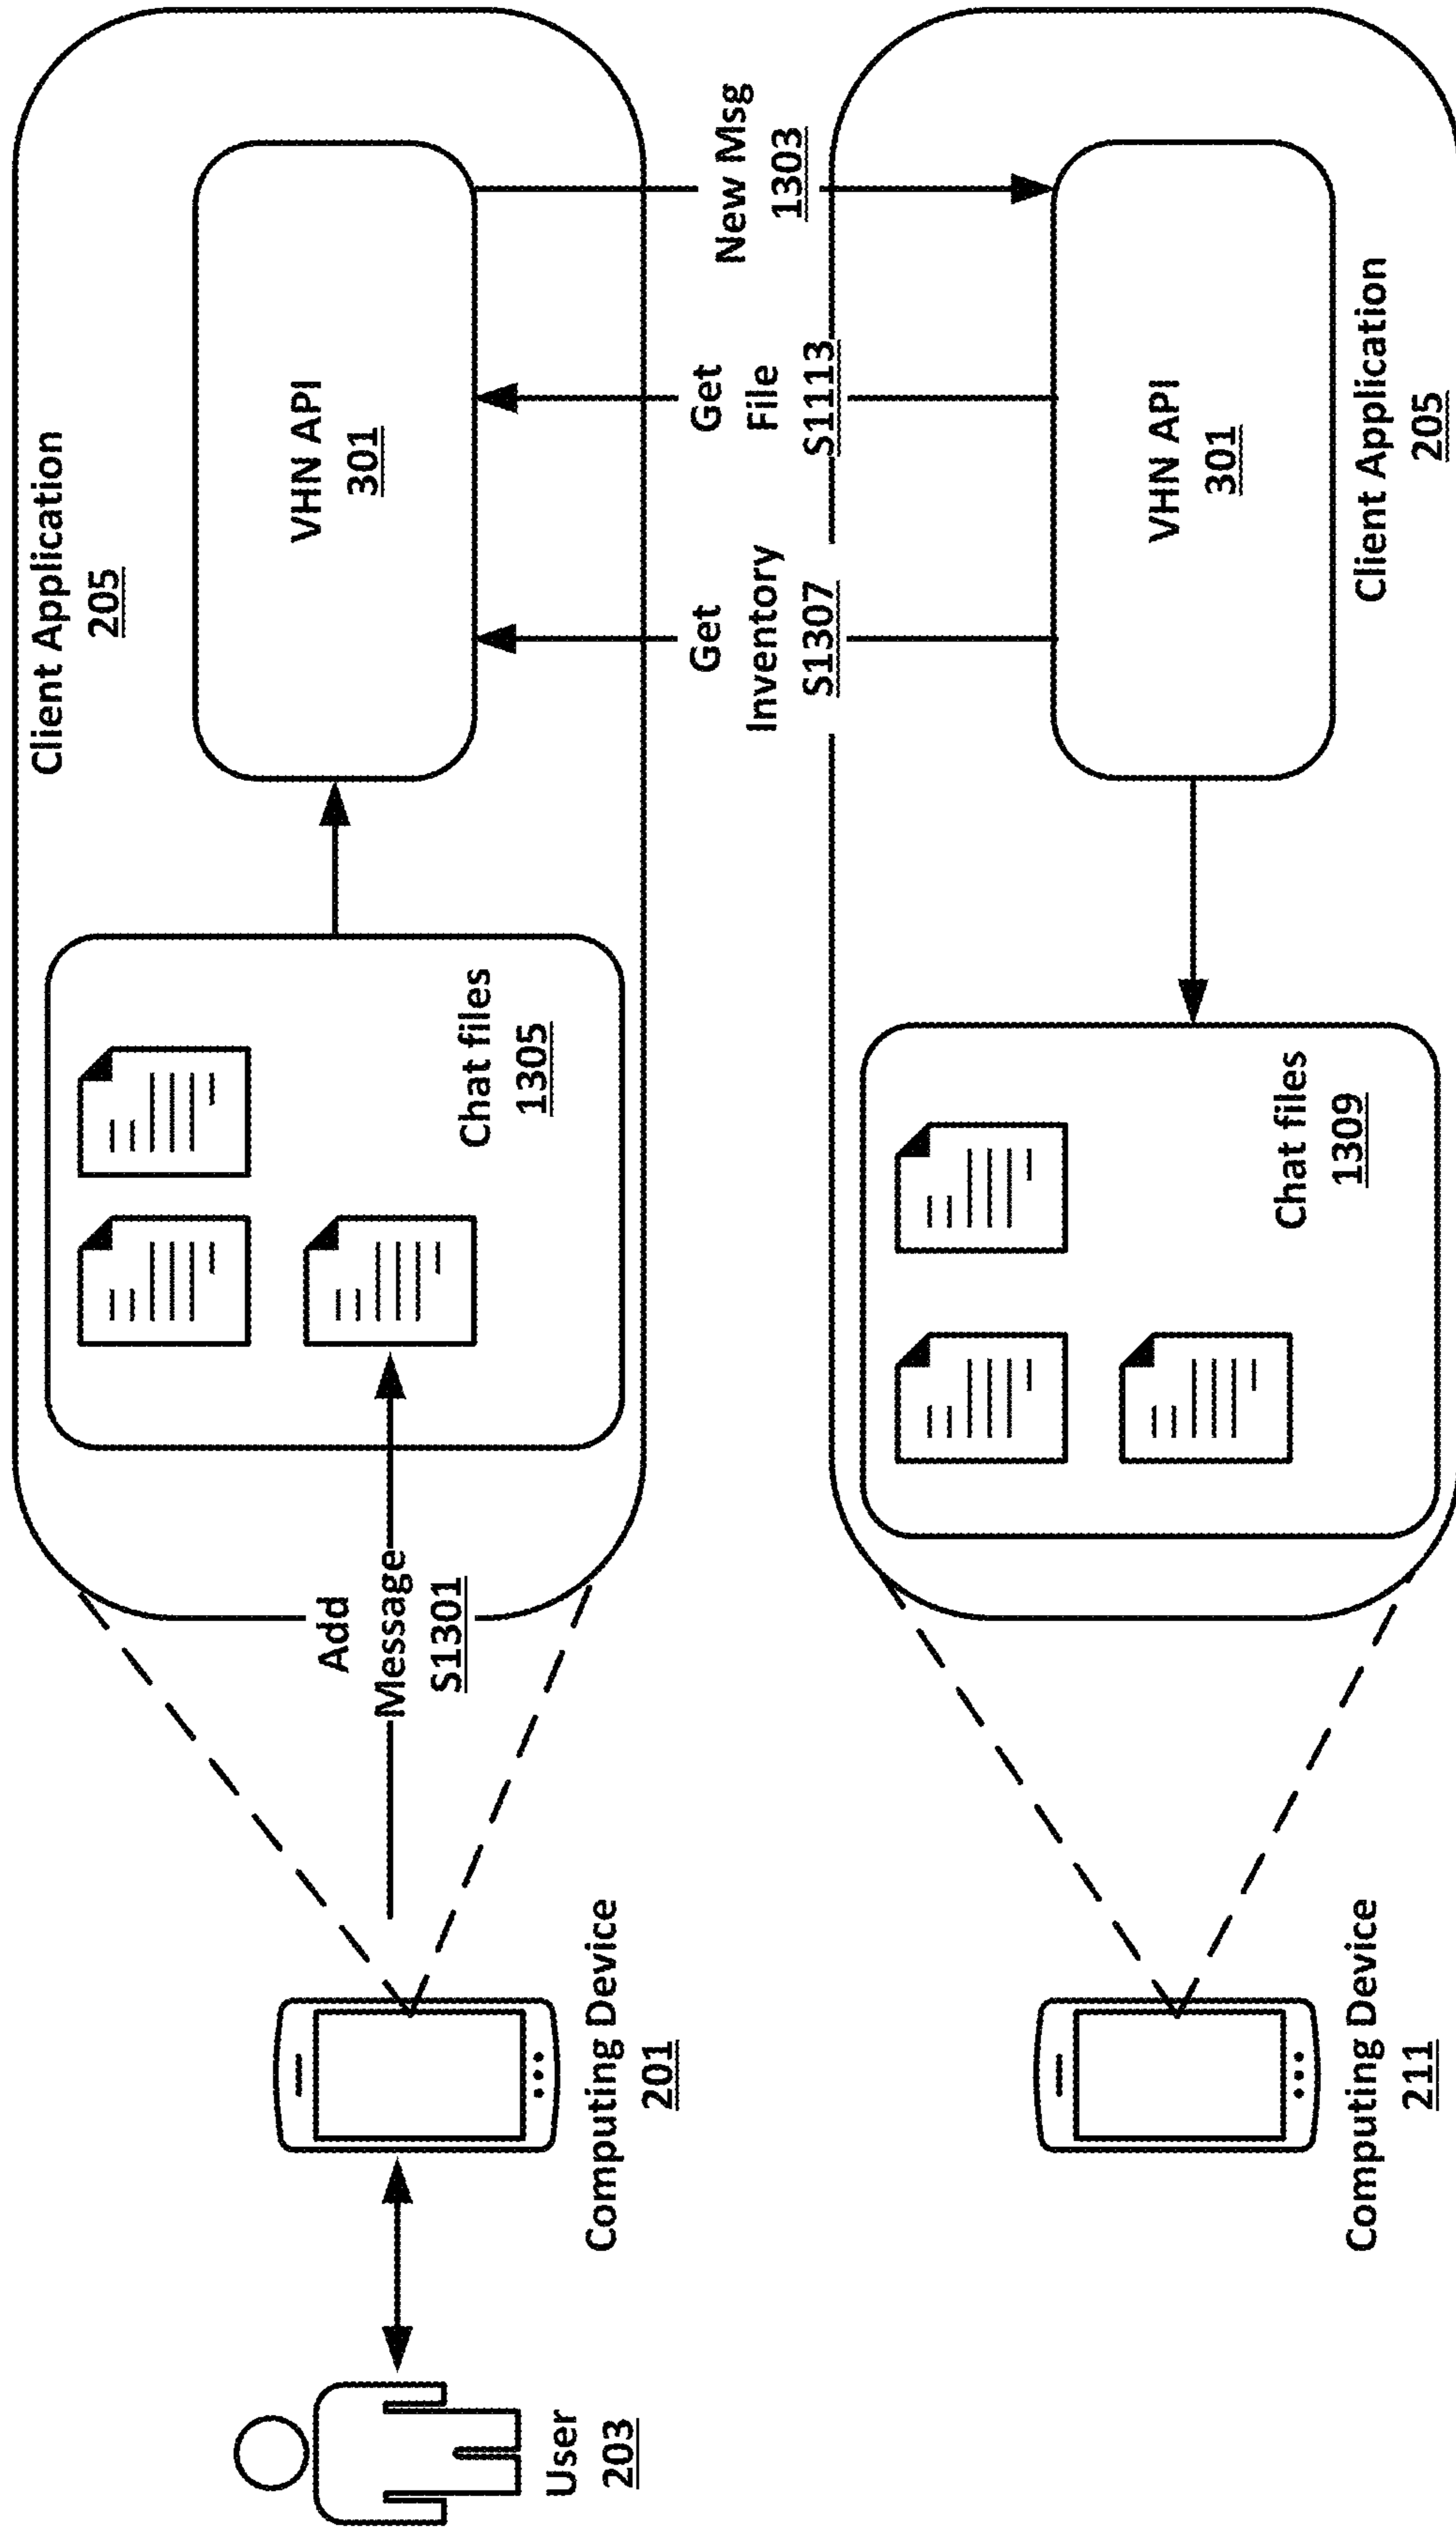 Client Application
205
VHN API
301
Chat files
1305
Add
Message
S1301
User
203
Computing Device
201
Get
Inventory
S1307
Get
File
S1113
New Msg
1303
VHN API
301
Chat files
1309
Client Application
205
Computing Device
211